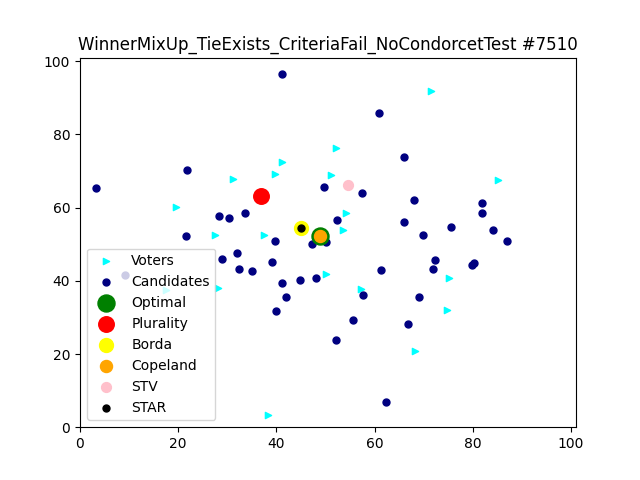 WinnerMixUp_TieExists_CriteriaFail_NoCondorcetTest #7510
100
80
60
40
20
0
Voters
Candidates
Optimal
Plurality
Borda
Copeland
STV
STAR
0 20 40 60 80 100